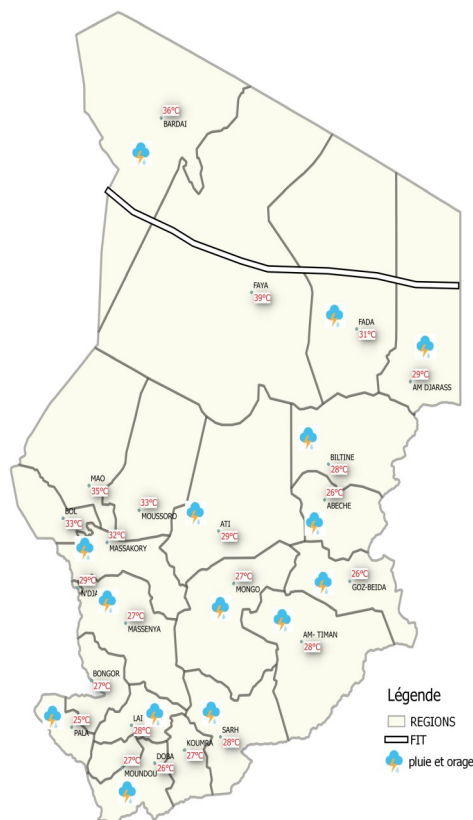 36°C
BARDAI
FAYA
39°C
FADA
31°C
29°C
AM DJARASS
BILTINE
28°C
MAO
35°C
26°C
ABECHE
33°C
MOUSSORO
BOL
33°C
ATI
29°C
32°C
MASSAKORY
29°C
N'DJA
27°C
MONGO
26°C
GOZ-BEIDA
27°C
MASSENYA
AM- TIMAN
28°C
BONGOR
27°C
25°C
PALA
LAI
28°C
SARH
28°C
KOUMRA
27°C
DOBA
26°C
27°C
MOUNDOU
Légende
REGIONS
FIT
pluie et orage